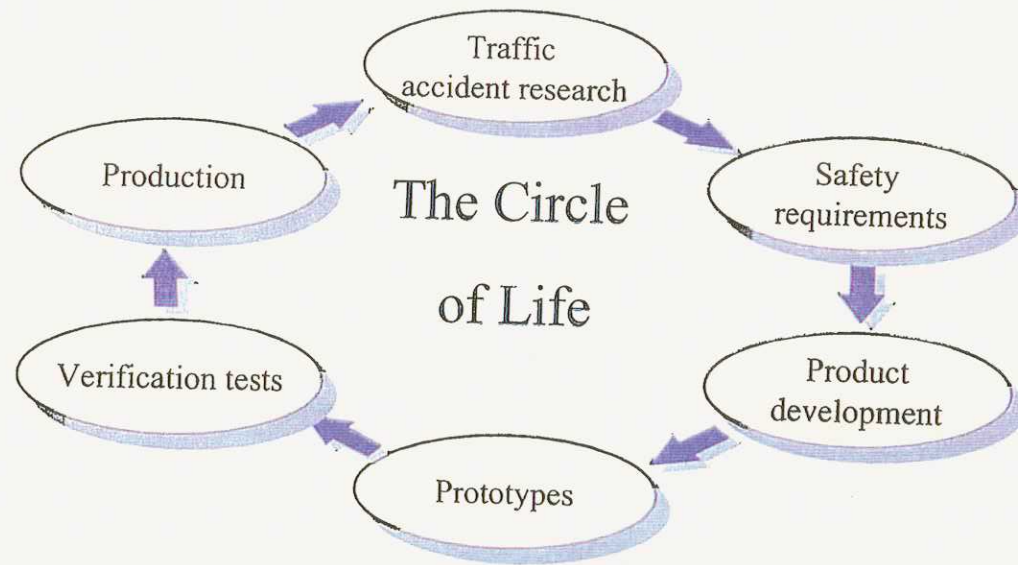 Traffic
accident research
Safety
requirements
Product
development
Prototypes
Verification tests
Production
The Circle
of Life